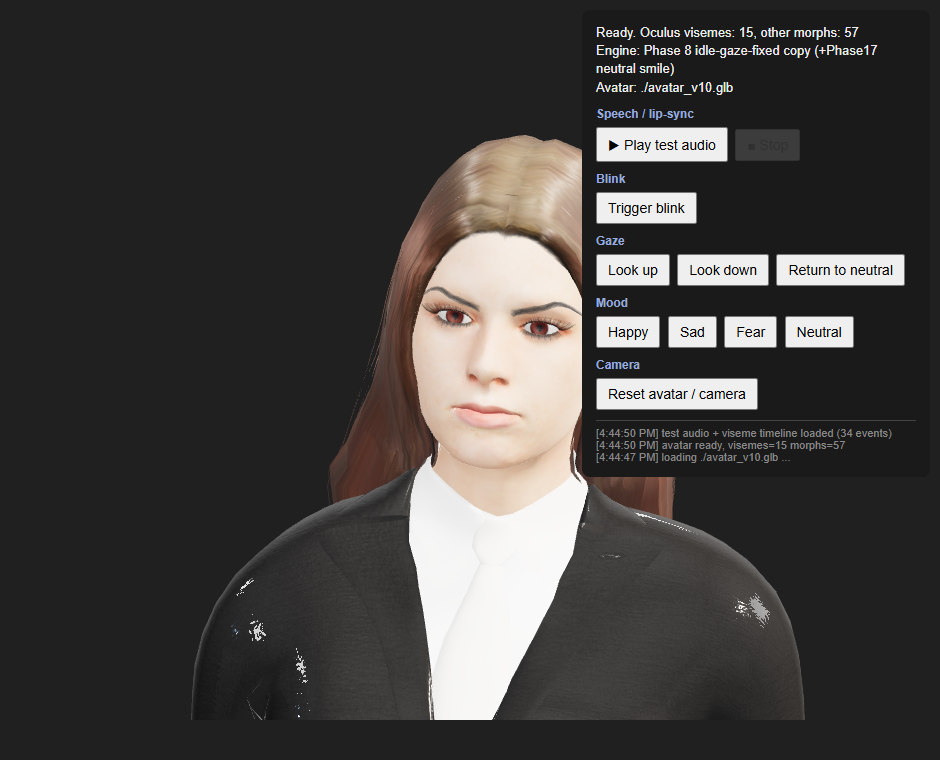 Ready. Oculus visemes: 15, other morphs: 57
Engine: Phase 8 idle-gaze-fixed copy (+Phase17
neutral smile)
Avatar: ./avatar_v10.glb
Speech / lip-sync
▶ Play test audio ■ Stop
Blink
Trigger blink
Gaze
Look up Look down Return to neutral
Mood
Happy Sad Fear Neutral
Camera
Reset avatar / camera
[4:44:50 PM] test audio + viseme timeline loaded (34 events)
[4:44:50 PM] avatar ready, visemes=15 morphs=57
[4:44:47 PM] loading ./avatar_v10.glb ...